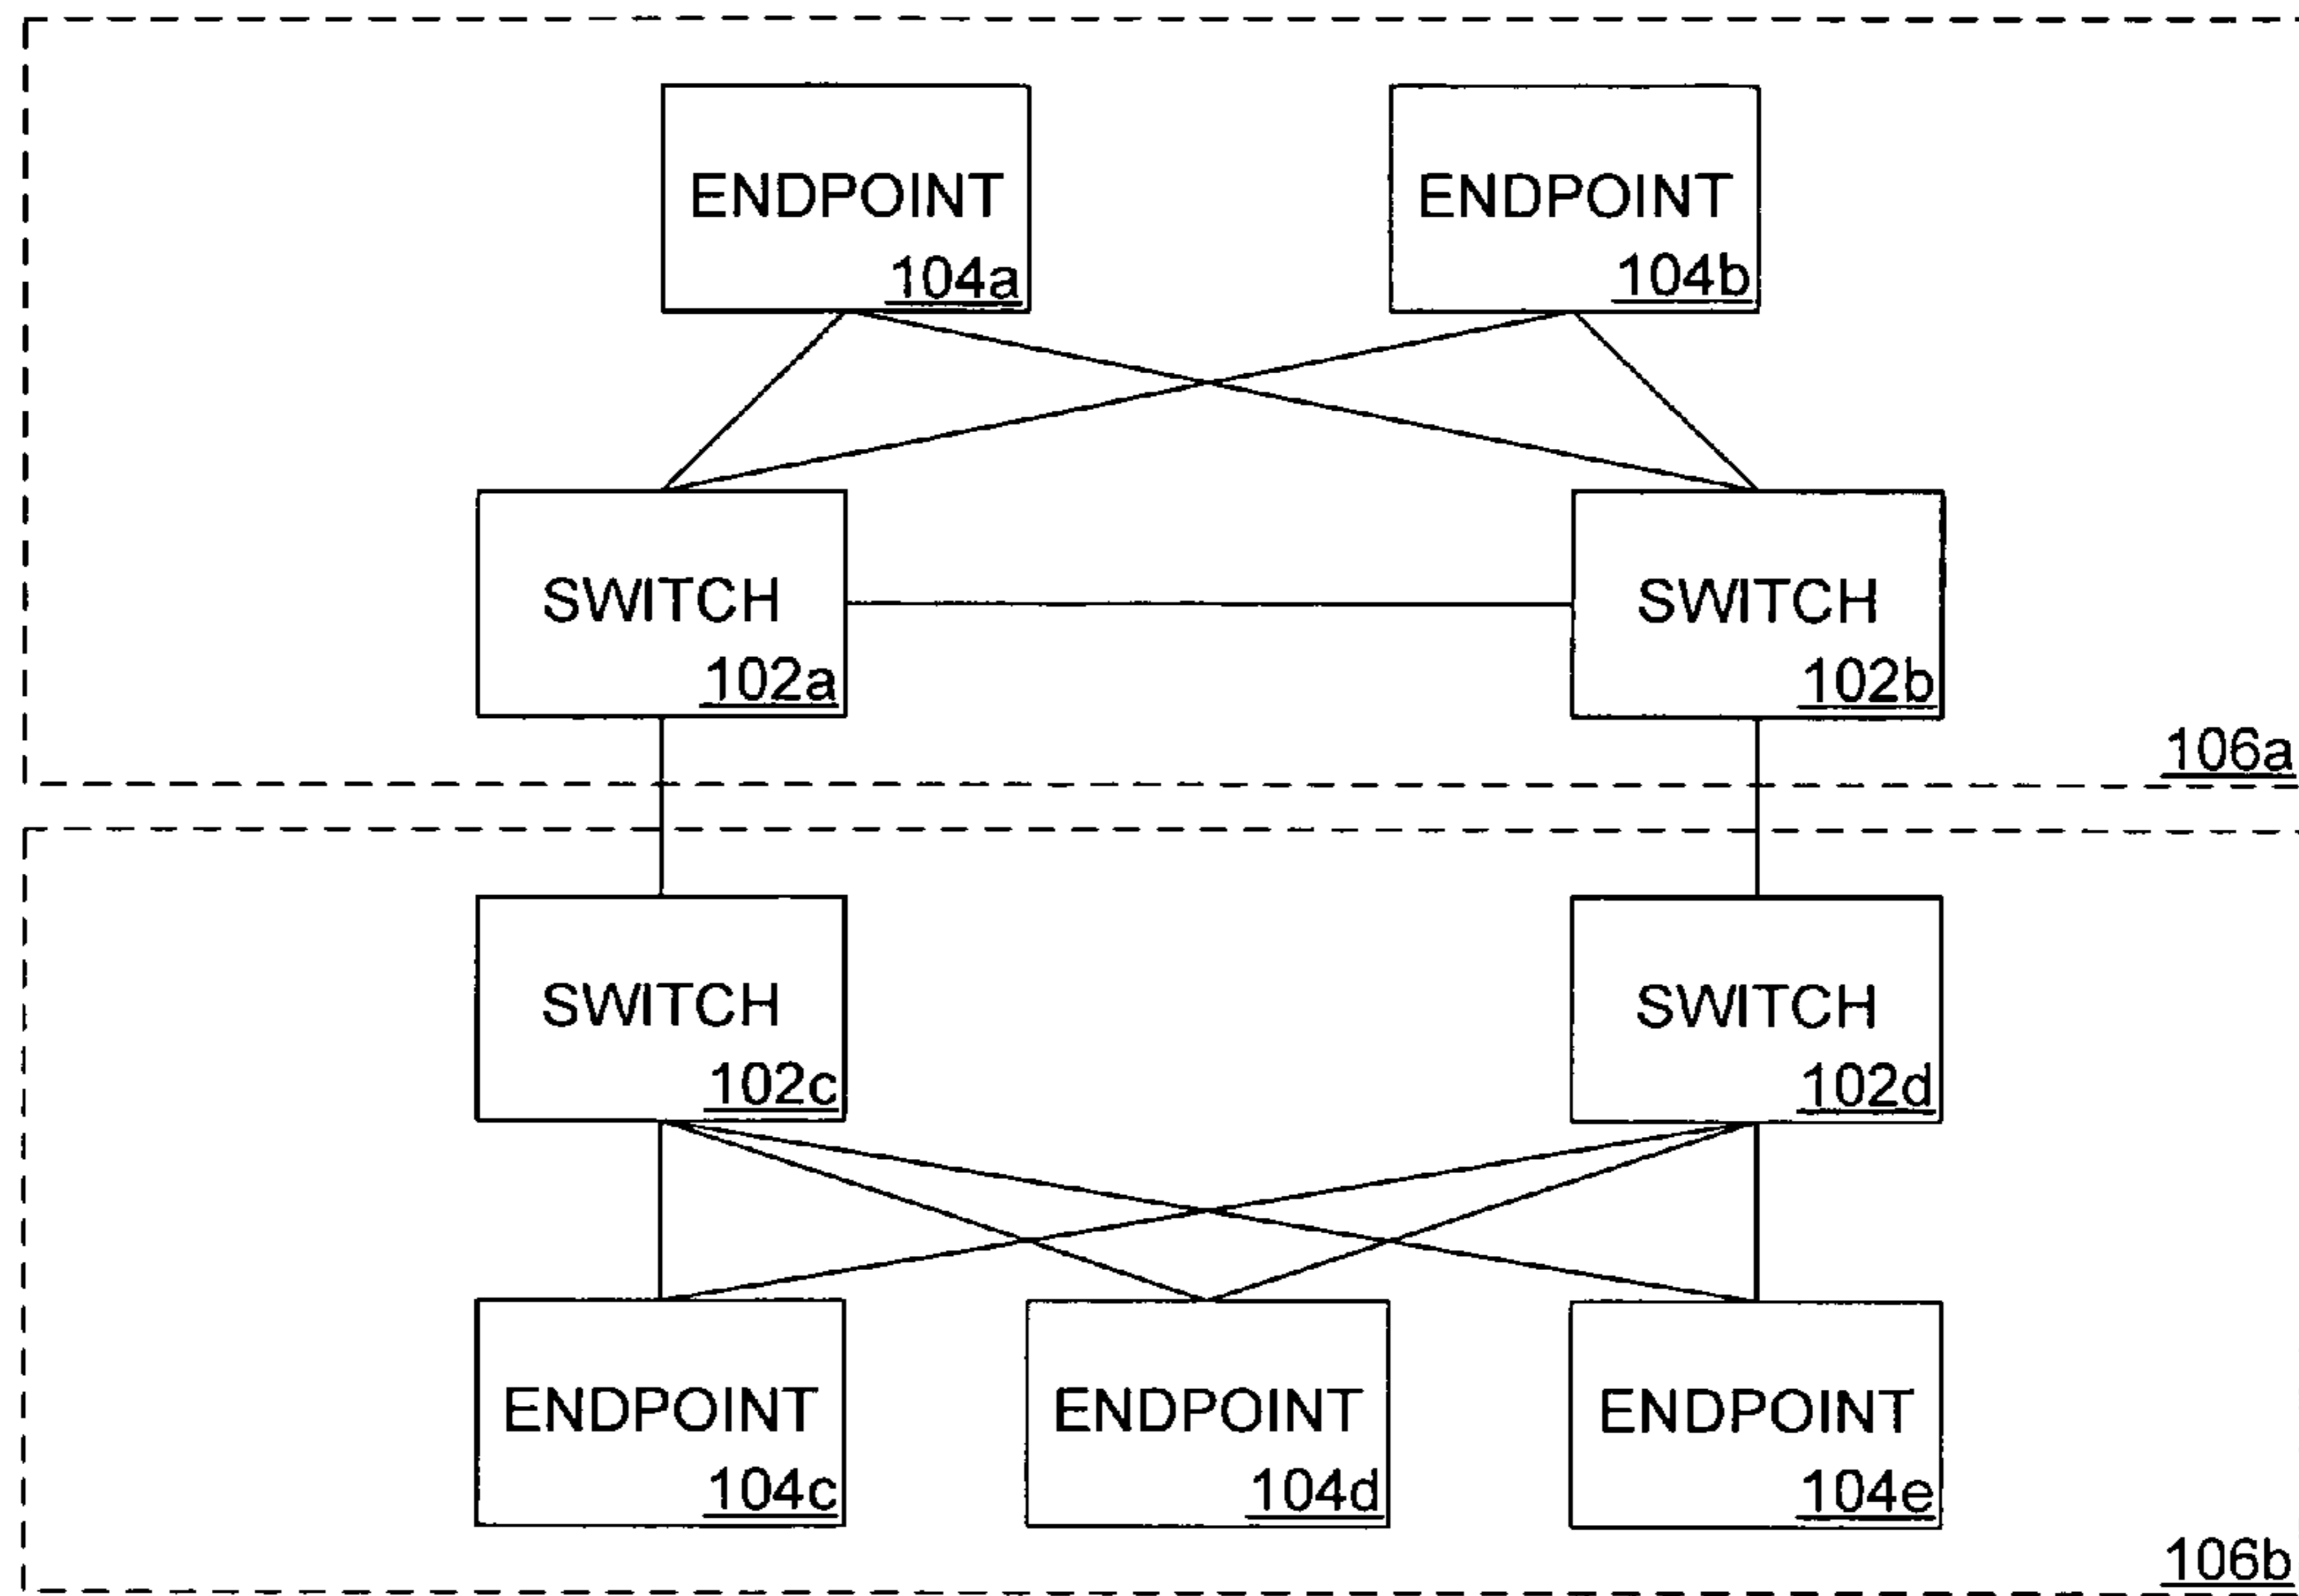 ENDPOINT
104a
ENDPOINT
104b
SWITCH
102a
SWITCH
102b
106a
SWITCH
102c
SWITCH
102d
ENDPOINT
104c
ENDPOINT
104d
ENDPOINT
104e
106b